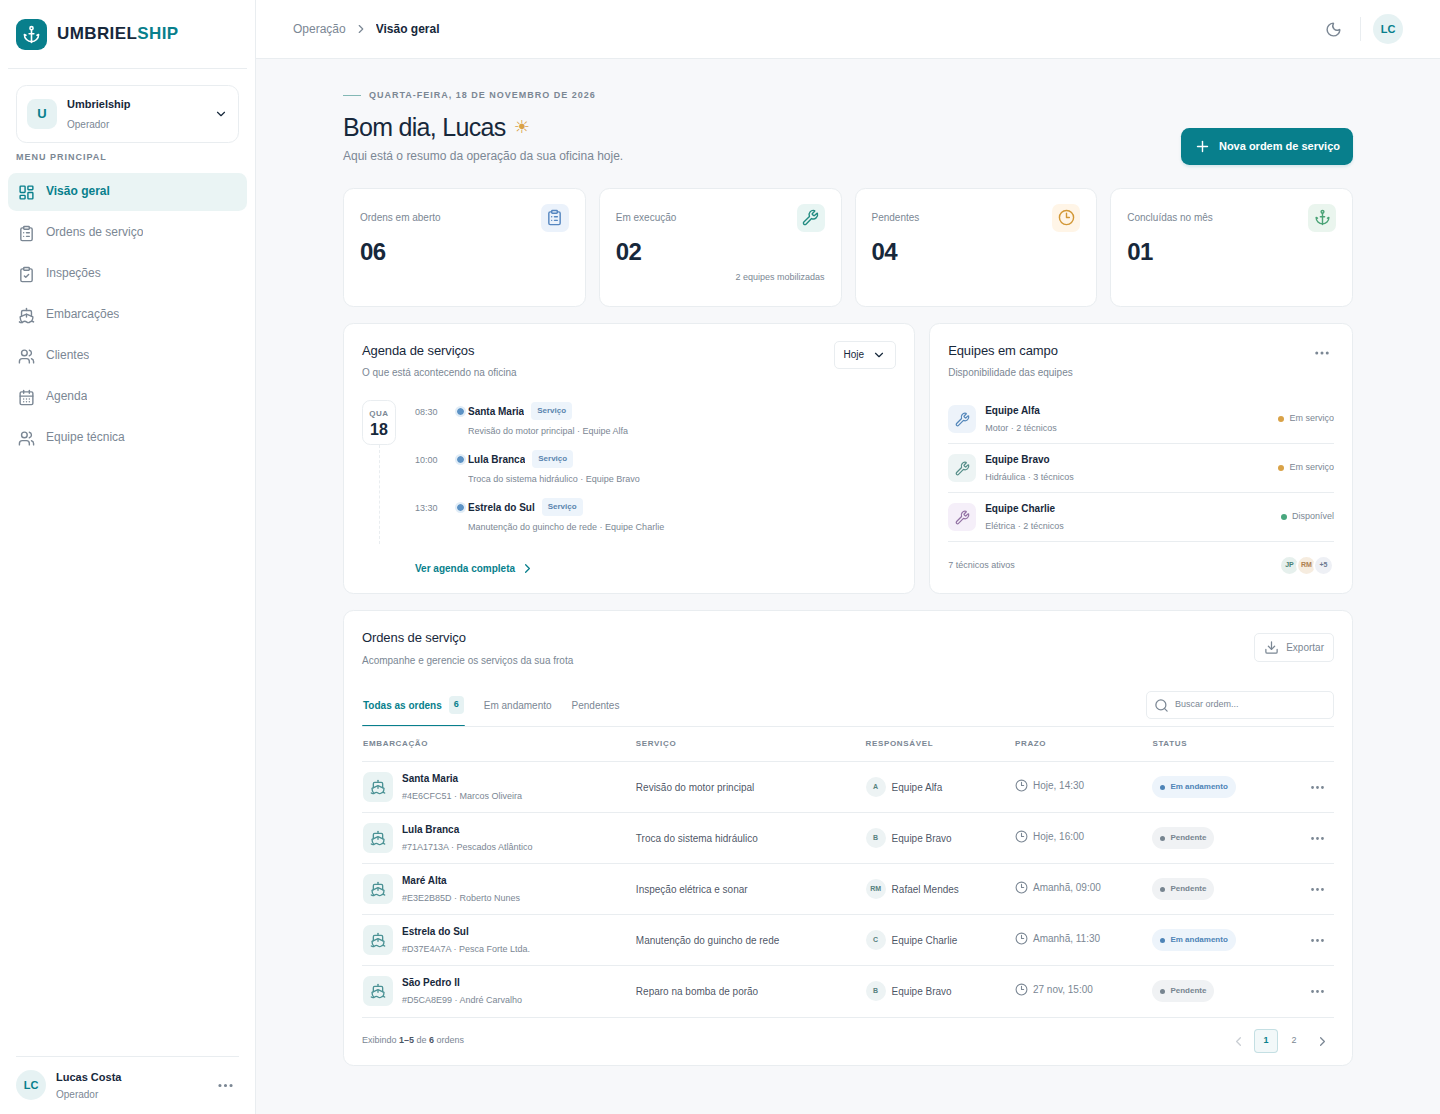 UMBRIELSHIP
U
Umbrielship
Operador
MENU PRINCIPAL
Visão geral
Ordens de serviço
Inspeções
Embarcações
Clientes
Agenda
Equipe técnica
LC
Lucas Costa
Operador
Operação
Visão geral
LC
QUARTA-FEIRA, 18 DE NOVEMBRO DE 2026
Bom dia, Lucas
Aqui está o resumo da operação da sua oficina hoje.
Nova ordem de serviço
Ordens em aberto
06
Em execução
02
2 equipes mobilizadas
Pendentes
04
Concluídas no mês
01
Agenda de serviços
O que está acontecendo na oficina
Hoje
QUA
18
08:30
Santa Maria
Serviço
Revisão do motor principal · Equipe Alfa
10:00
Lula Branca
Serviço
Troca do sistema hidráulico · Equipe Bravo
13:30
Estrela do Sul
Serviço
Manutenção do guincho de rede · Equipe Charlie
Ver agenda completa
Equipes em campo
Disponibilidade das equipes
Equipe Alfa
Motor · 2 técnicos
Em serviço
Equipe Bravo
Hidráulica · 3 técnicos
Em serviço
Equipe Charlie
Elétrica · 2 técnicos
Disponível
7 técnicos ativos
JP
RM
+5
Ordens de serviço
Acompanhe e gerencie os serviços da sua frota
Exportar
Todas as ordens 6
Em andamento
Pendentes
Buscar ordem...
EMBARCAÇÃO SERVIÇO RESPONSÁVEL PRAZO STATUS
Santa Maria
#4E6CFC51 · Marcos Oliveira
Revisão do motor principal
A
Equipe Alfa
Hoje, 14:30
Em andamento
Lula Branca
#71A1713A · Pescados Atlântico
Troca do sistema hidráulico
B
Equipe Bravo
Hoje, 16:00
Pendente
Maré Alta
#E3E2B85D · Roberto Nunes
Inspeção elétrica e sonar
RM
Rafael Mendes
Amanhã, 09:00
Pendente
Estrela do Sul
#D37E4A7A · Pesca Forte Ltda.
Manutenção do guincho de rede
C
Equipe Charlie
Amanhã, 11:30
Em andamento
São Pedro II
#D5CA8E99 · André Carvalho
Reparo na bomba de porão
B
Equipe Bravo
27 nov, 15:00
Pendente
Exibindo 1–5 de 6 ordens
1
2